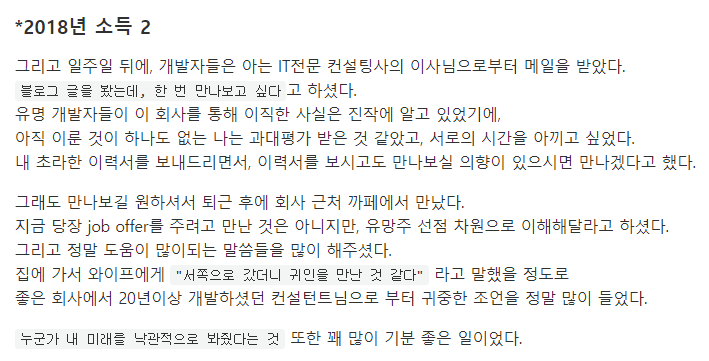 *2018년 소득 2
그리고 일주일 뒤에, 개발자들은 아는 IT전문 컨설팅사의 이사님으로부터 메일을 받았다.
블로그 글을 봤는데, 한 번 만나보고 싶다 고 하셨다.
유명 개발자들이 이 회사를 통해 이직한 사실은 진작에 알고 있었기에,
아직 이룬 것이 하나도 없는 나는 과대평가 받은 것 같았고, 서로의 시간을 아끼고 싶었다.
내 초라한 이력서를 보내드리면서, 이력서를 보시고도 만나보실 의향이 있으시면 만나겠다고 했다.
그래도 만나보길 원하셔서 퇴근 후에 회사 근처 까페에서 만났다.
지금 당장 job offer를 주려고 만난 것은 아니지만, 유망주 선점 차원으로 이해해달라고 하셨다.
그리고 정말 도움이 많이되는 말씀들을 많이 해주셨다.
집에 가서 와이프에게 "서쪽으로 갔더니 귀인을 만난 것 같다" 라고 말했을 정도로
좋은 회사에서 20년이상 개발하셨던 컨설턴트님으로 부터 귀중한 조언을 정말 많이 들었다.
누군가 내 미래를 낙관적으로 봐줬다는 것 또한 꽤 많이 기분 좋은 일이었다.